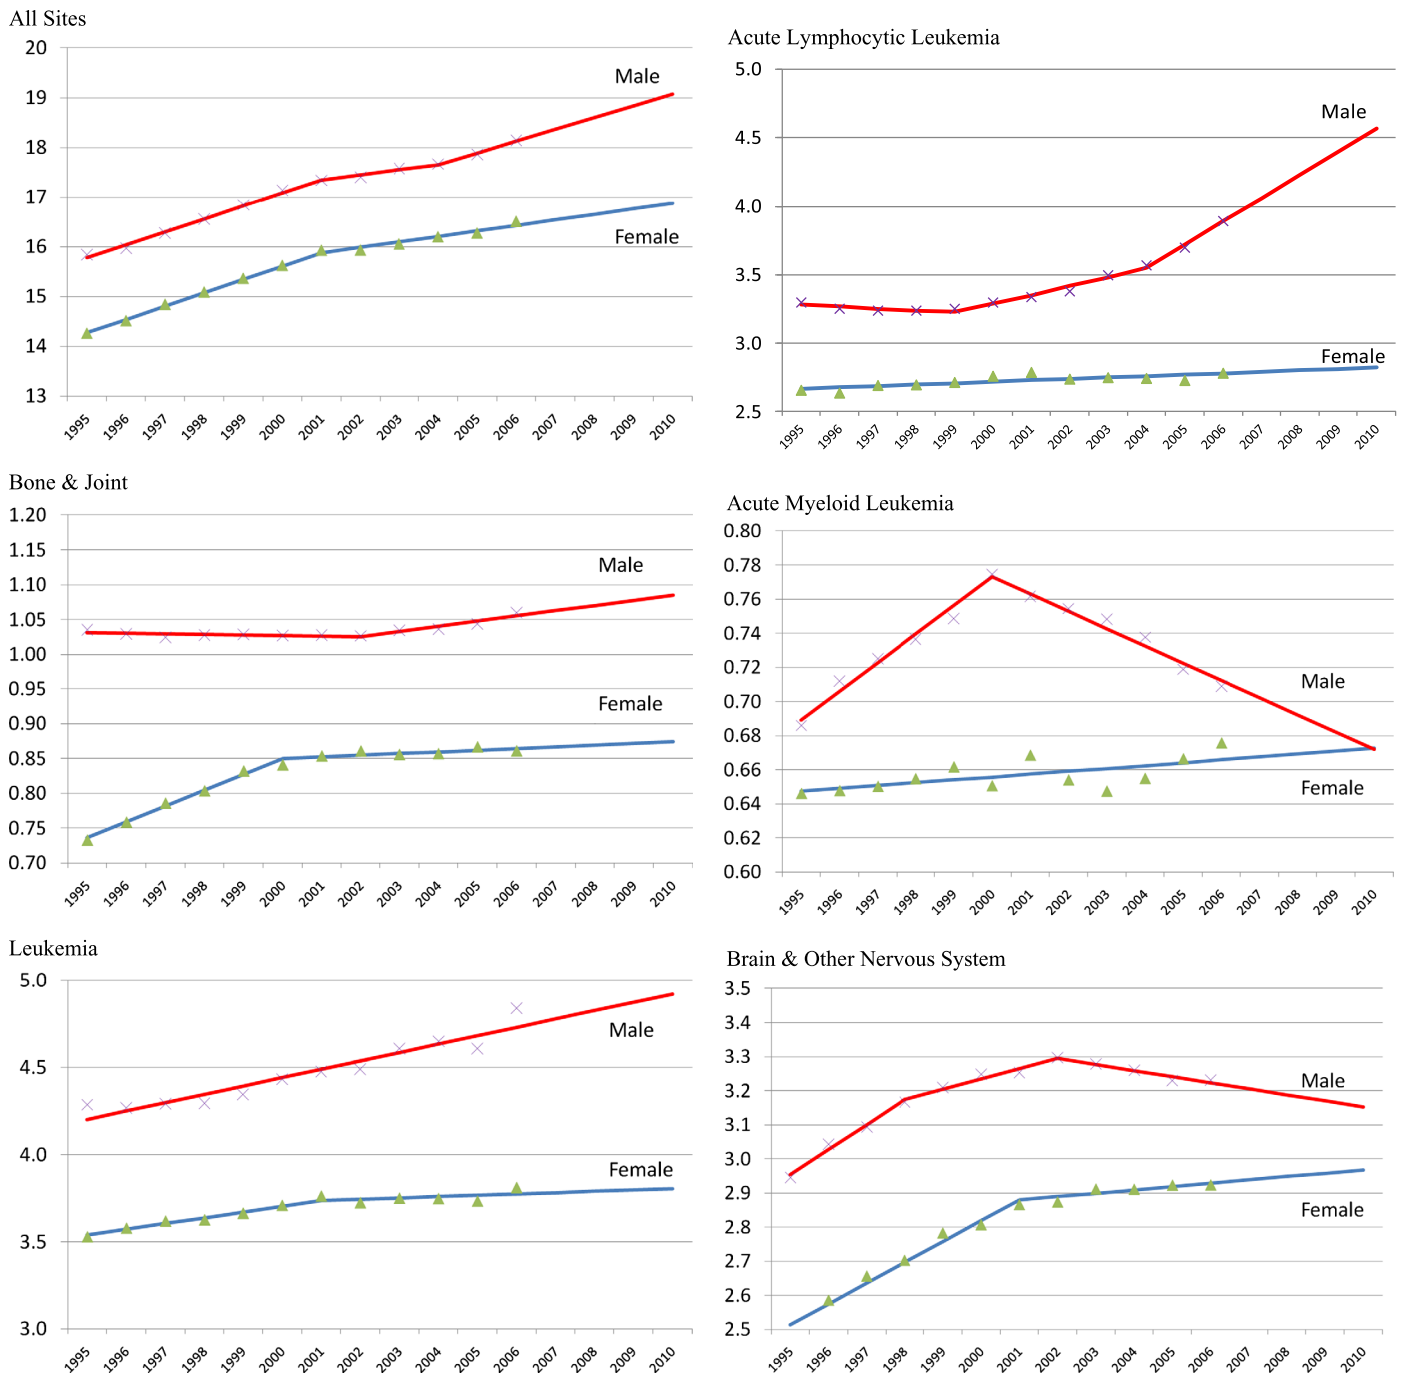 All Sites
20
19
18
17
16
15
14
13
Male
Female
1995 1996 1997 1998 1999 2000 2001 2002 2003 2004 2005 2006 2007 2008 2009 2010
Acute Lymphocytic Leukemia
5.0
4.5
4.0
3.5
3.0
2.5
Male
Female
1995 1996 1997 1998 1999 2000 2001 2002 2003 2004 2005 2006 2007 2008 2009 2010
Bone & Joint
1.20
1.15
1.10
1.05
1.00
0.95
0.90
0.85
0.80
0.75
0.70
Male
Female
1995 1996 1997 1998 1999 2000 2001 2002 2003 2004 2005 2006 2007 2008 2009 2010
Acute Myeloid Leukemia
0.80
0.78
0.76
0.74
0.72
0.70
0.68
0.66
0.64
0.62
0.60
Male
Female
1995 1996 1997 1998 1999 2000 2001 2002 2003 2004 2005 2006 2007 2008 2009 2010
Leukemia
5.0
4.5
4.0
3.5
3.0
Male
Female
1995 1996 1997 1998 1999 2000 2001 2002 2003 2004 2005 2006 2007 2008 2009 2010
Brain & Other Nervous System
3.5
3.4
3.3
3.2
3.1
3.0
2.9
2.8
2.7
2.6
2.5
Male
Female
1995 1996 1997 1998 1999 2000 2001 2002 2003 2004 2005 2006 2007 2008 2009 2010